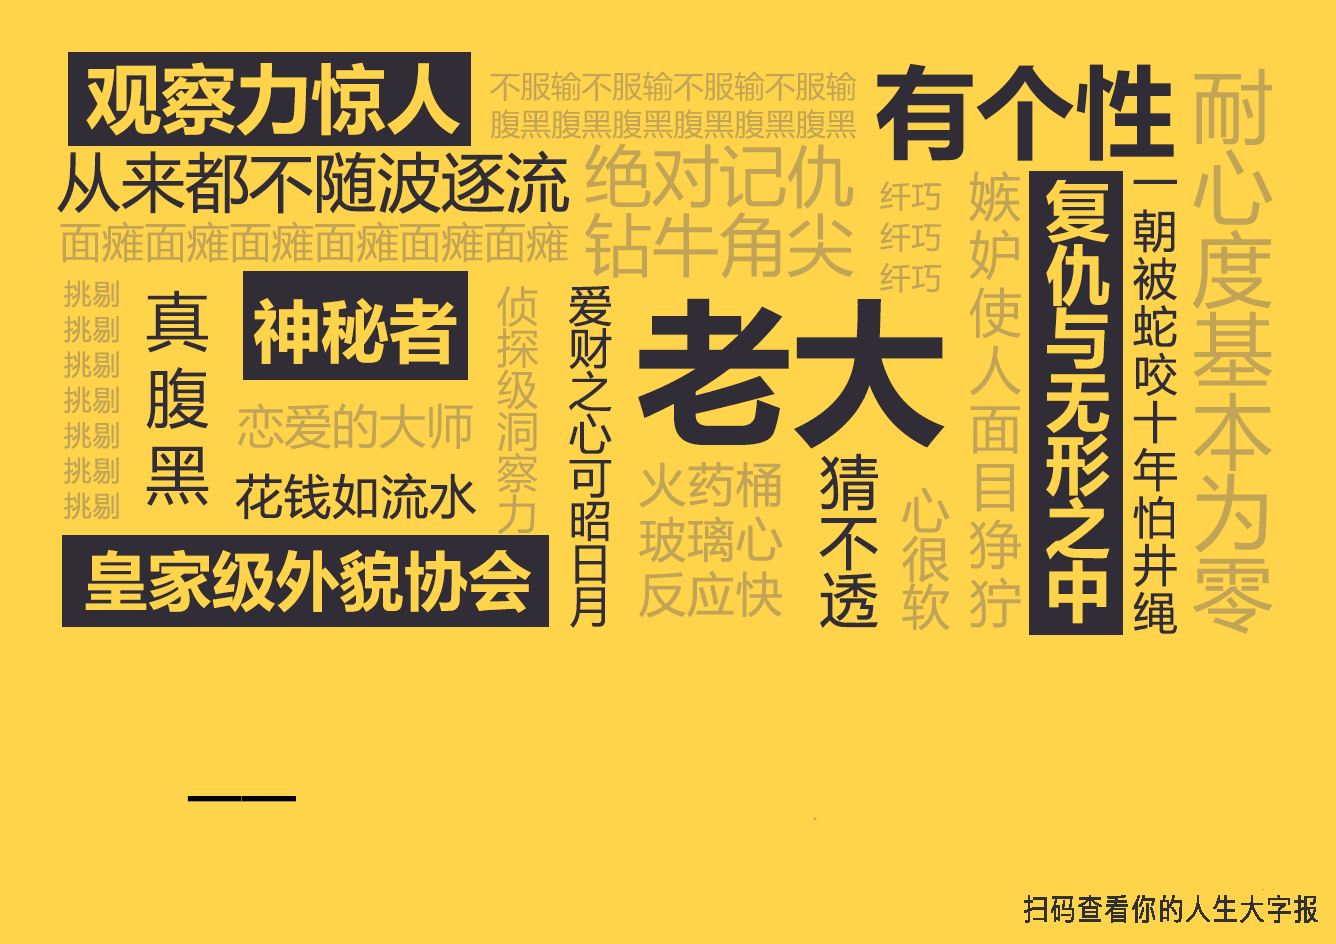 观察力惊人
不服输不服输不服输不服输不服输不服输
腹黑腹黑腹黑腹黑腹黑腹黑
有个性
耐心度基本为零
从来都不随波逐流
绝对记仇
钻牛角尖
纤巧
纤巧
纤巧
嫉妒使人面目狰狞
复仇与无形之中
一朝被蛇咬十年怕井绳
面瘫面瘫面瘫面瘫面瘫面瘫
挑剔
挑剔
挑剔
挑剔
挑剔
挑剔
挑剔
真腹黑
神秘者
恋爱的大师
花钱如流水
侦探级洞察力
爱财之心可昭日月
老大
火药桶
玻璃心
反应快
猜不透
心很软
皇家级外貌协会
扫码查看你的人生大字报